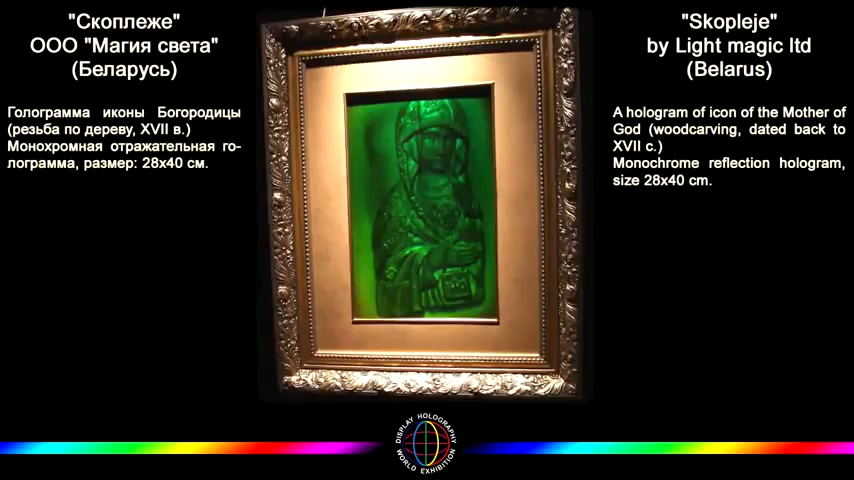 "Скоплеже"
ООО "Магия света"
(Беларусь)
Голограмма иконы Богородицы
(резьба по дереву, XVII в.)
Монохромная отражательная го-
лограмма, размер: 28х40 см.
"Skopleje"
by Light magic ltd
(Belarus)
A hologram of icon of the Mother of
God (woodcarving, dated back to
XVII c.)
Monochrome reflection hologram,
size 28x40 cm.
DISPLAY HOLOGRAPHY
WORLD EXHIBITION